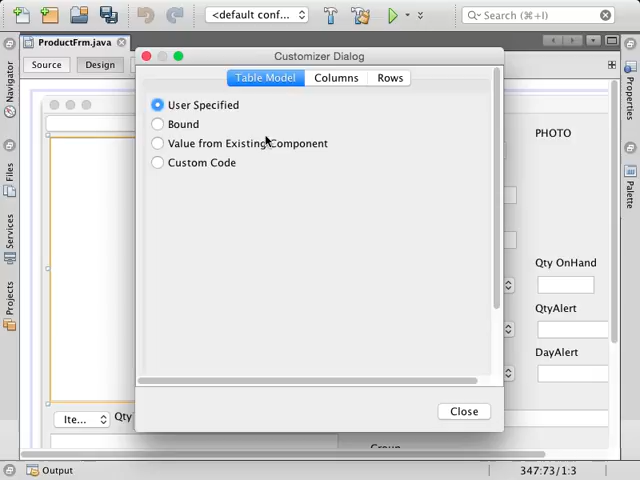 <default conf...
Search (⌘+I)
ProductFrm.java
Source
Design
Customizer Dialog
Table Model
Columns
Rows
User Specified
Bound
Value from Existing Component
Custom Code
Close
Navigator
Files
Services
Projects
Properties
Palette
PHOTO
Qty OnHand
QtyAlert
DayAlert
Ite...
Qty
Output
347:73/1:3